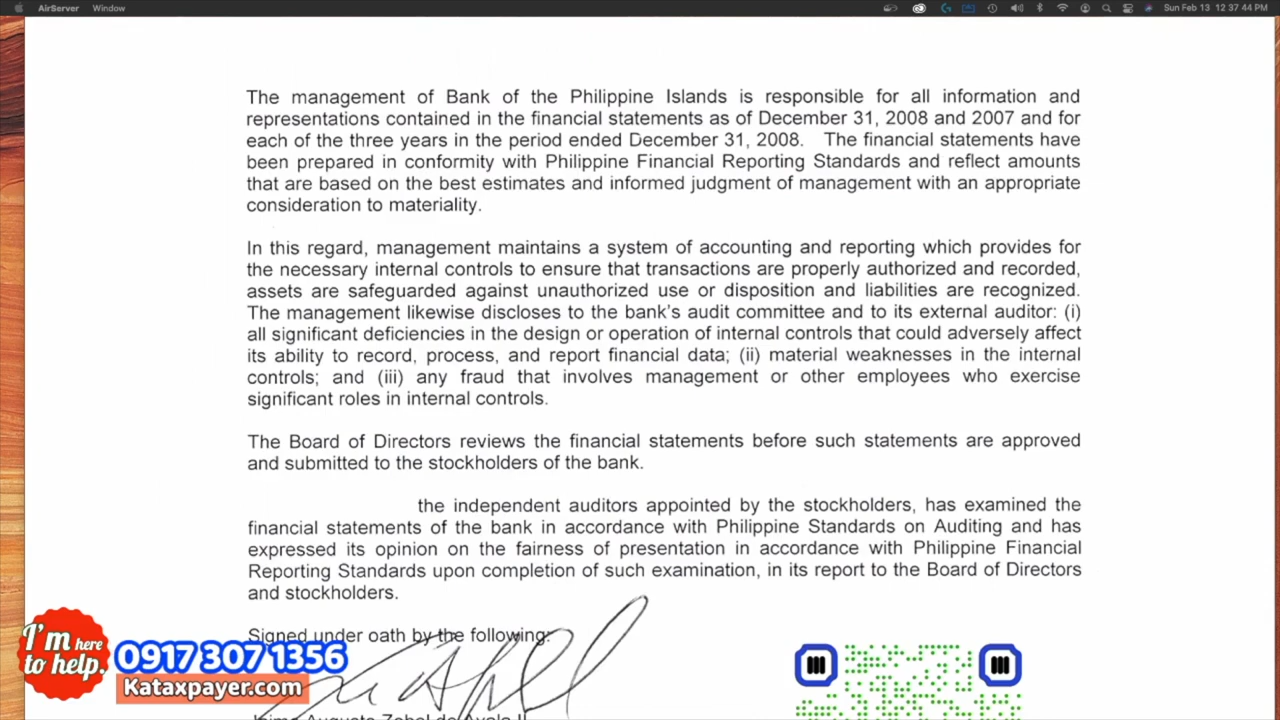 AirServer Window Sun Feb 13 12 37 44 PM
The management of Bank of the Philippine Islands is responsible for all information and
representations contained in the financial statements as of December 31, 2008 and 2007 and for
each of the three years in the period ended December 31, 2008. The financial statements have
been prepared in conformity with Philippine Financial Reporting Standards and reflect amounts
that are based on the best estimates and informed judgment of management with an appropriate
consideration to materiality.
In this regard, management maintains a system of accounting and reporting which provides for
the necessary internal controls to ensure that transactions are properly authorized and recorded,
assets are safeguarded against unauthorized use or disposition and liabilities are recognized.
The management likewise discloses to the bank's audit committee and to its external auditor: (i)
all significant deficiencies in the design or operation of internal controls that could adversely affect
its ability to record, process, and report financial data; (ii) material weaknesses in the internal
controls; and (iii) any fraud that involves management or other employees who exercise
significant roles in internal controls.
The Board of Directors reviews the financial statements before such statements are approved
and submitted to the stockholders of the bank.
the independent auditors appointed by the stockholders, has examined the
financial statements of the bank in accordance with Philippine Standards on Auditing and has
expressed its opinion on the fairness of presentation in accordance with Philippine Financial
Reporting Standards upon completion of such examination, in its report to the Board of Directors
and stockholders.
Signed under oath by the following:
I'm here
to help.
0917 307 1356
Kataxpayer.com